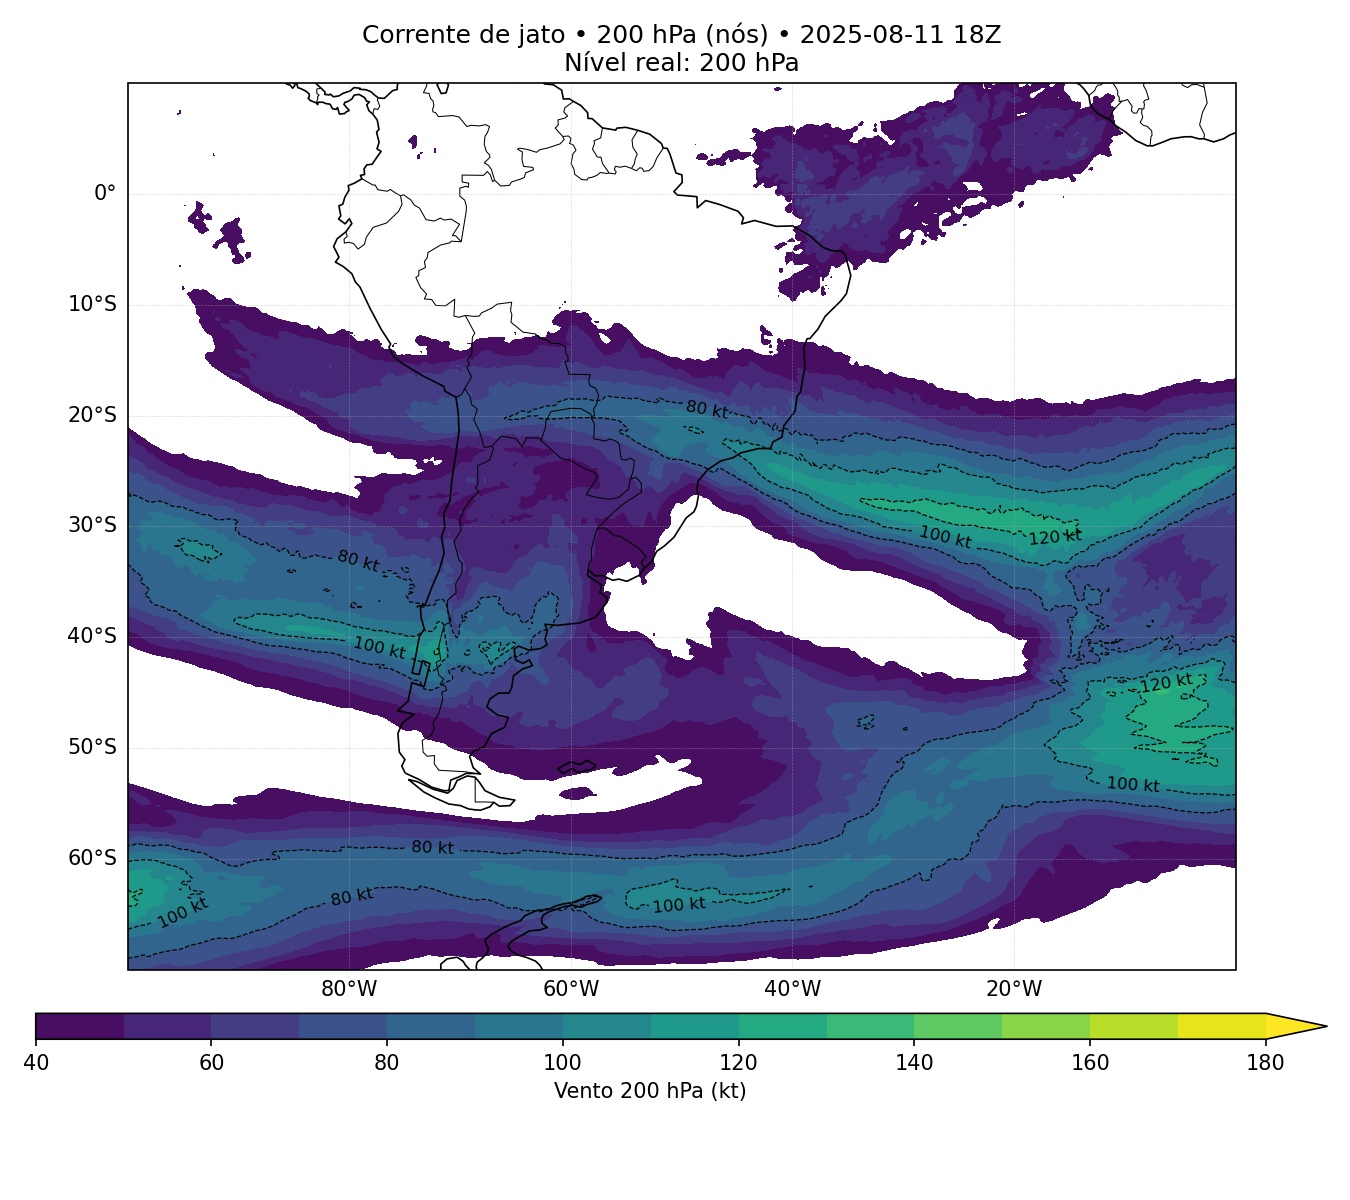 Corrente de jato • 200 hPa (nós) • 2025-08-11 18Z
Nível real: 200 hPa
0°
10°S
20°S
30°S
40°S
50°S
60°S
80 kt
80 kt
100 kt
120 kt
100 kt
120 kt
100 kt
80 kt
80 kt
100 kt
100 kt
80°W
60°W
40°W
20°W
40
60
80
100
120
140
160
180
Vento 200 hPa (kt)